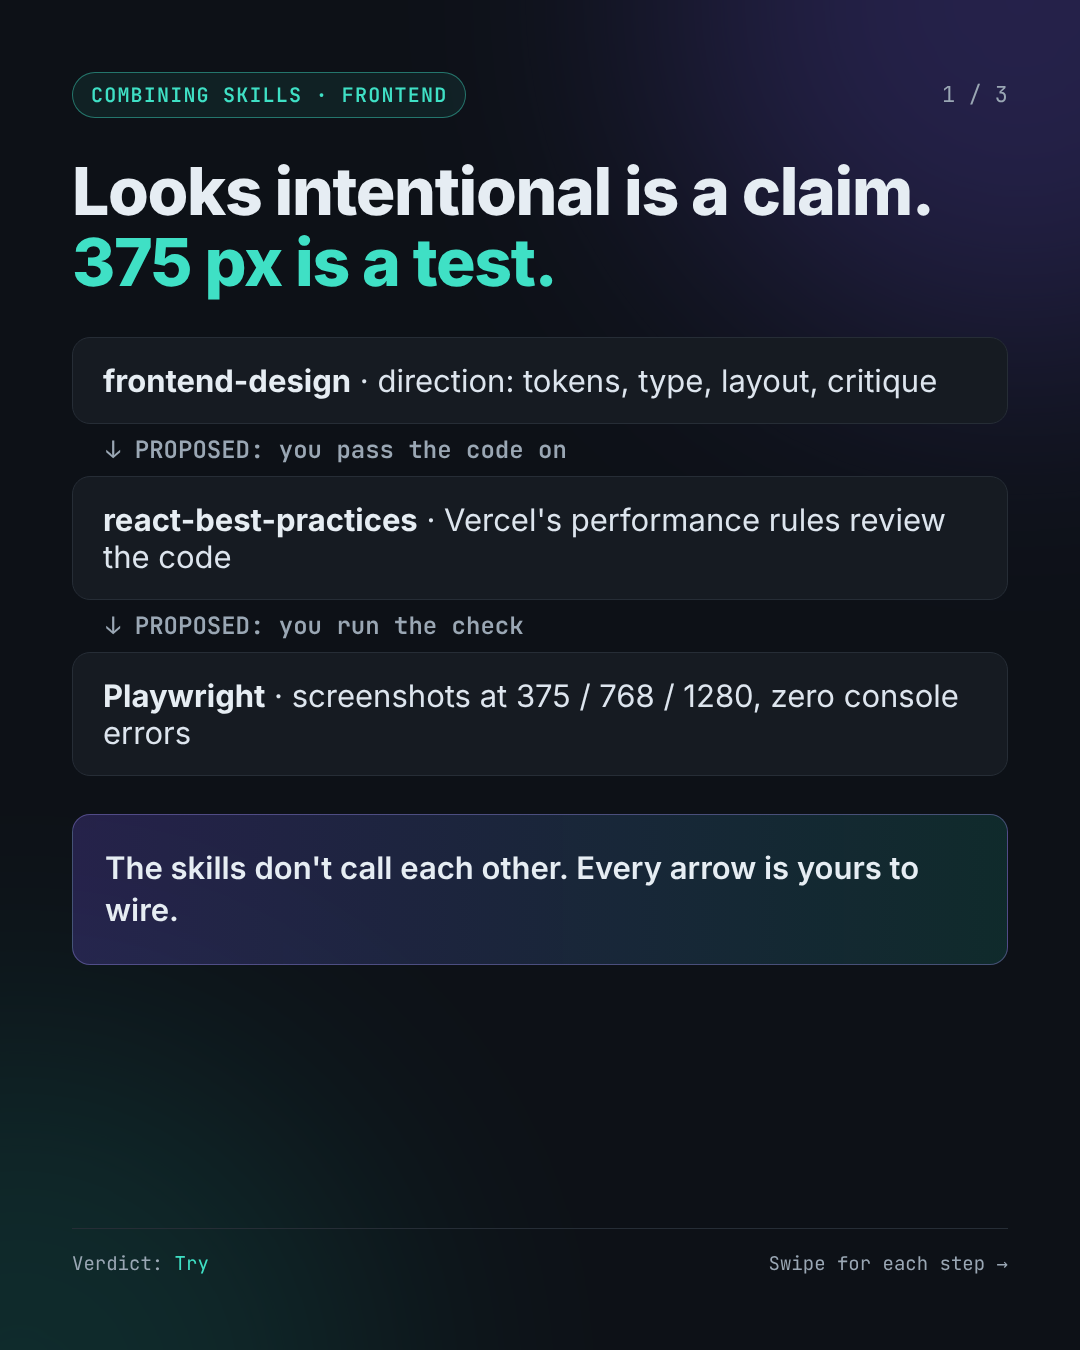 COMBINING SKILLS · FRONTEND
1 / 3
Looks intentional is a claim.
375 px is a test.
frontend-design · direction: tokens, type, layout, critique
↓ PROPOSED: you pass the code on
react-best-practices · Vercel's performance rules review
the code
↓ PROPOSED: you run the check
Playwright · screenshots at 375 / 768 / 1280, zero console
errors
The skills don't call each other. Every arrow is yours to
wire.
Verdict: Try
Swipe for each step →